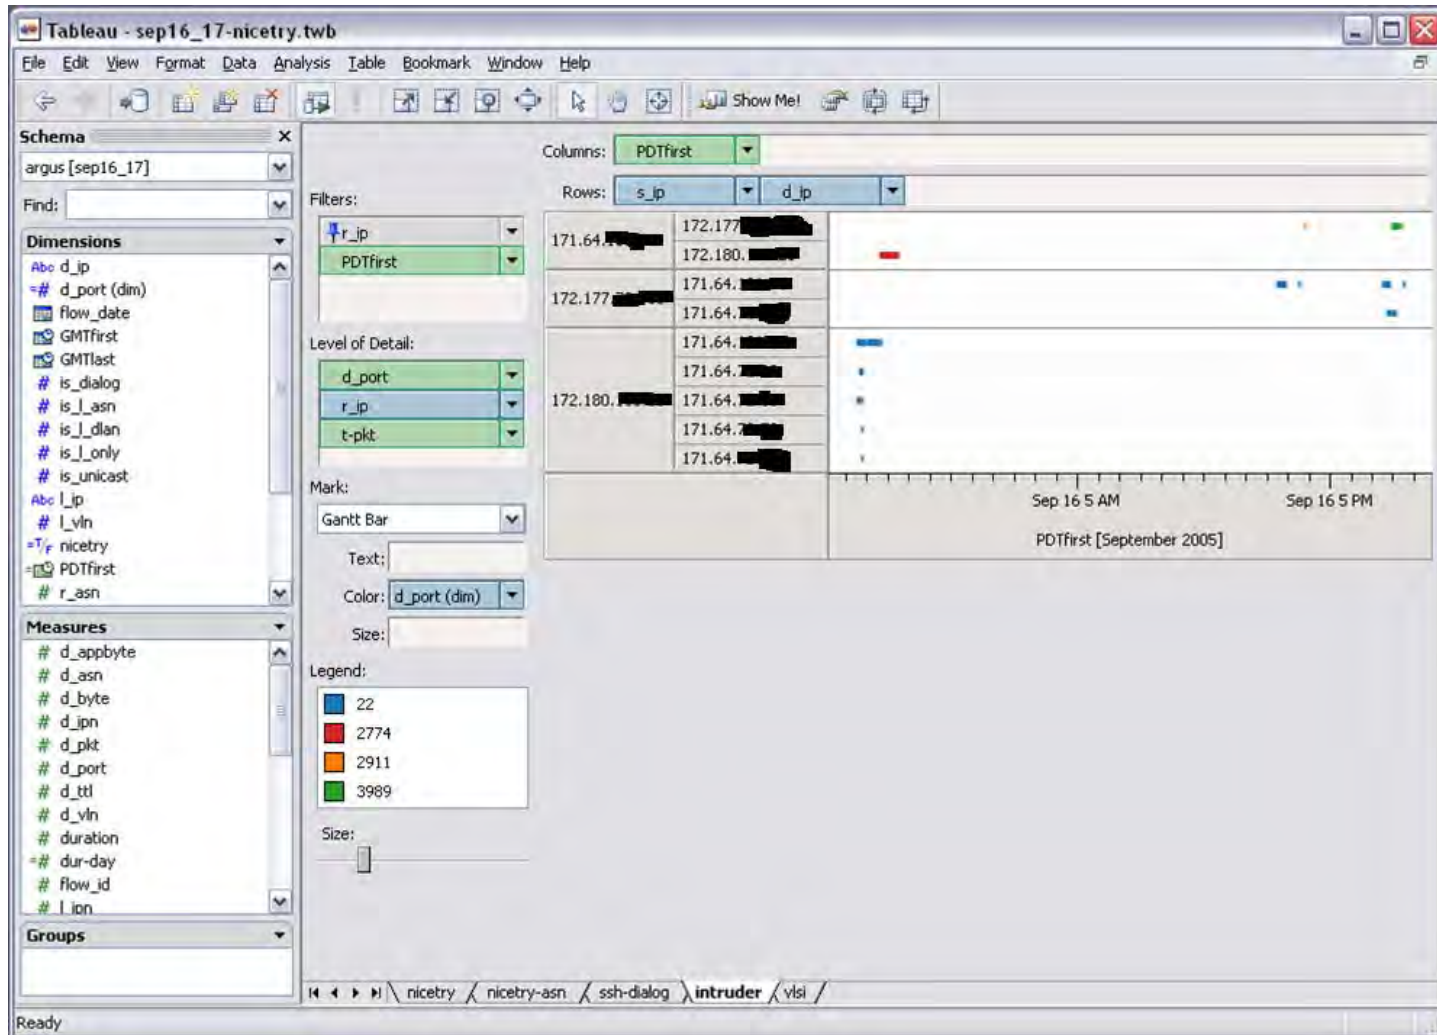 Tableau - sep16_17-nicetry.twb
File Edit View Format Data Analysis Table Bookmark Window Help
Show Me!
Schema
argus [sep16_17]
Find:
Dimensions
Abc d_ip
=# d_port (dim)
flow_date
GMTfirst
GMTlast
# is_dialog
# is_l_asn
# is_l_dlan
# is_l_only
# is_unicast
Abc l_ip
# l_vln
=T/F nicetry
= PDTfirst
# r_asn
Measures
# d_appbyte
# d_asn
# d_byte
# d_ipn
# d_pkt
# d_port
# d_ttl
# d_vln
# duration
=# dur-day
# flow_id
# l_ipn
Groups
Filters:
r_ip
PDTfirst
Level of Detail:
d_port
r_ip
t-pkt
Mark:
Gantt Bar
Text:
Color: d_port (dim)
Size:
Legend:
22
2774
2911
3989
Size:
Columns: PDTfirst
Rows: s_ip d_ip
171.64. 172.177
172.180.
172.177 171.64.
171.64.
172.180. 171.64.
171.64.
171.64.
171.64.
171.64.
Sep 16 5 AM Sep 16 5 PM
PDTfirst [September 2005]
nicetry nicetry-asn ssh-dialog intruder vlsi
Ready